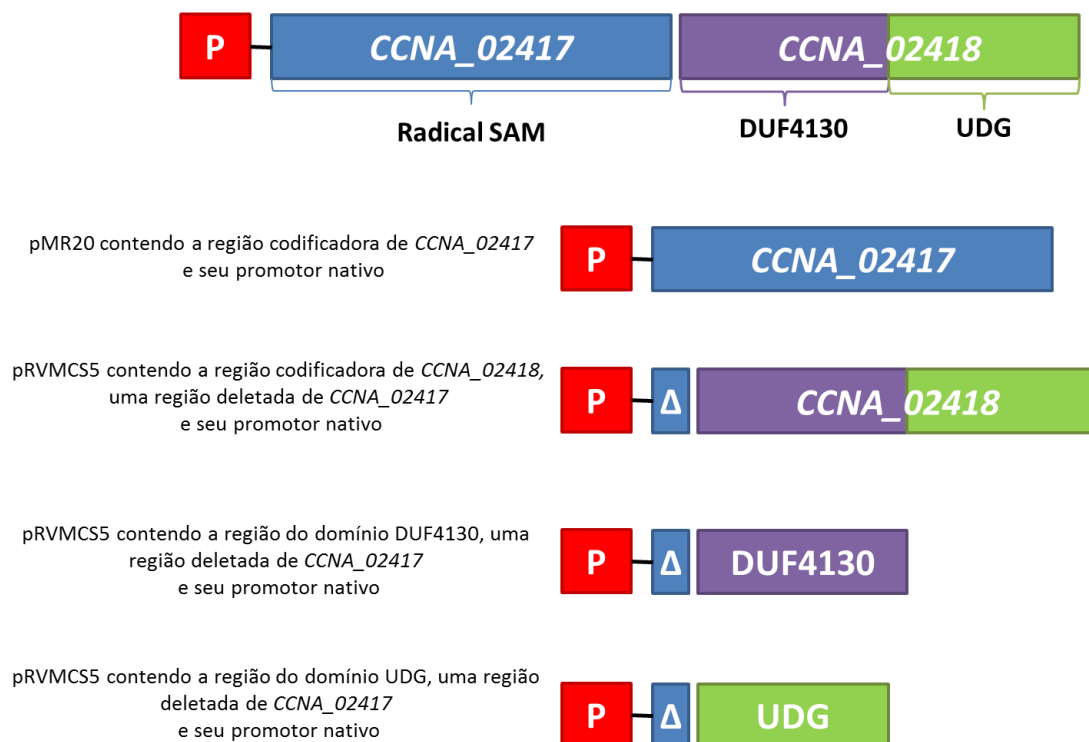 P CCNA_02417 CCNA_02418
Radical SAM DUF4130 UDG
pMR20 contendo a região codificadora de CCNA_02417
e seu promotor nativo
P CCNA_02417
pRVMCS5 contendo a região codificadora de CCNA_02418,
uma região deletada de CCNA_02417
e seu promotor nativo
P Δ CCNA_02418
pRVMCS5 contendo a região do domínio DUF4130, uma
região deletada de CCNA_02417
e seu promotor nativo
P Δ DUF4130
pRVMCS5 contendo a região do domínio UDG, uma região
deletada de CCNA_02417
e seu promotor nativo
P Δ UDG